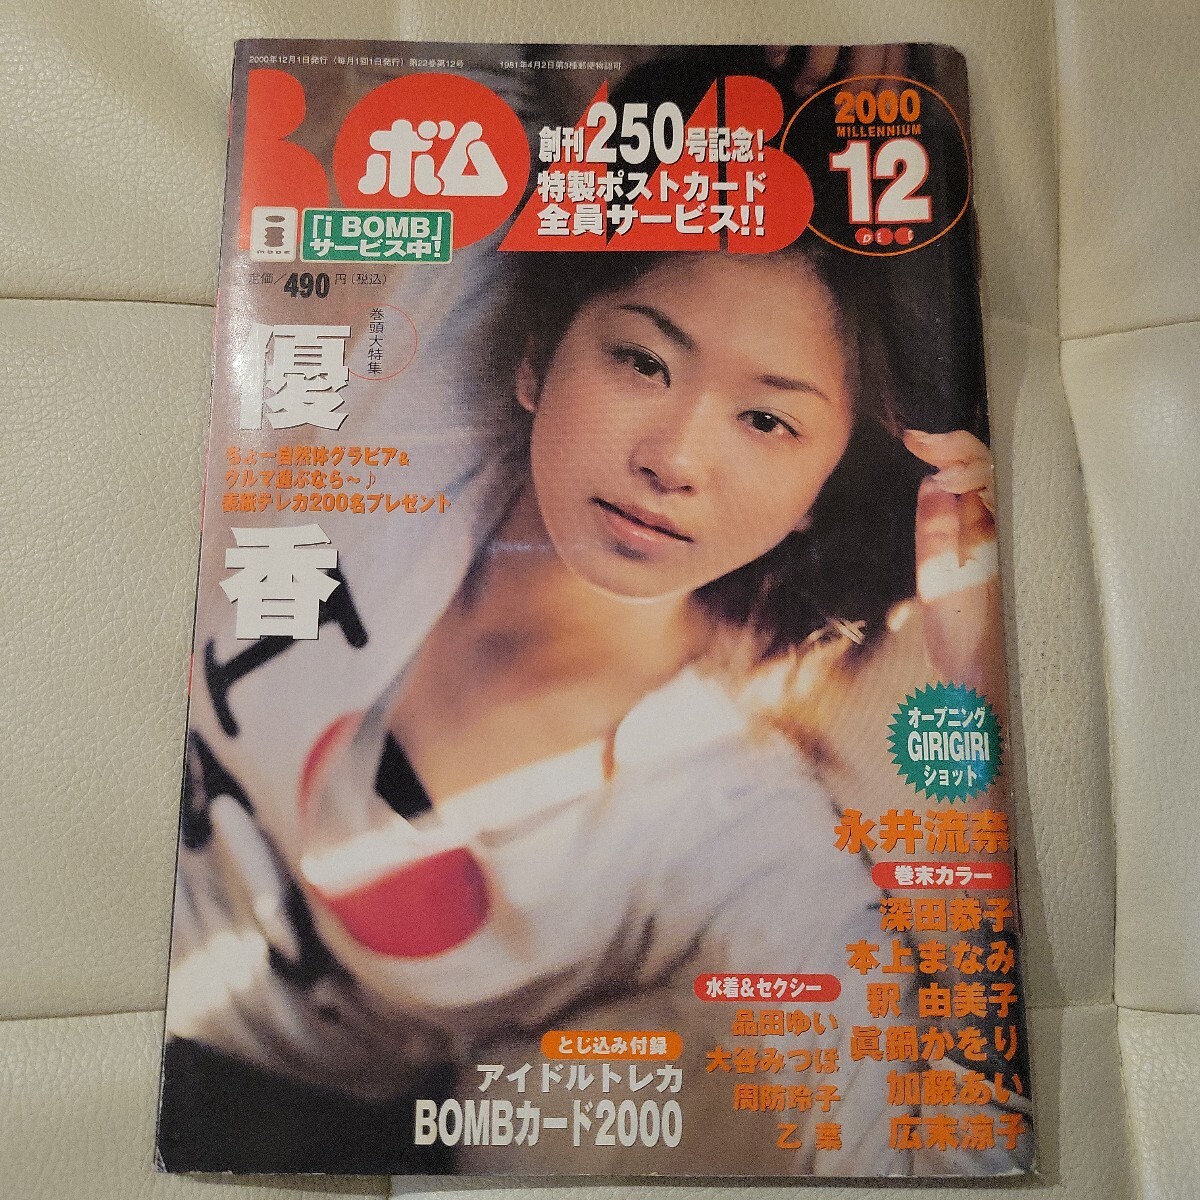 2000年12月1日発行（毎月1回1日発行）第22巻第12号
1981年4月2日第3種郵便物認可
BOMB
ボム
創刊250号記念!
特製ポストカード
全員サービス!!
2000
MILLENNIUM
12
DEC
i
mode
「i BOMB」
サービス中!
定価/490円(税込)
巻頭大特集
優香
ちょー自然体グラビア&
クルマ選ぶなら〜♪
表紙テレカ200名プレゼント
オープニング
GIRIGIRI
ショット
永井流奈
巻末カラー
深田恭子
本上まなみ
釈 由美子
眞鍋かをり
加藤あい
広末涼子
水着&セクシー
品田ゆい
大谷みつほ
周防玲子
乙葉
とじ込み付録
アイドルトレカ
BOMBカード2000